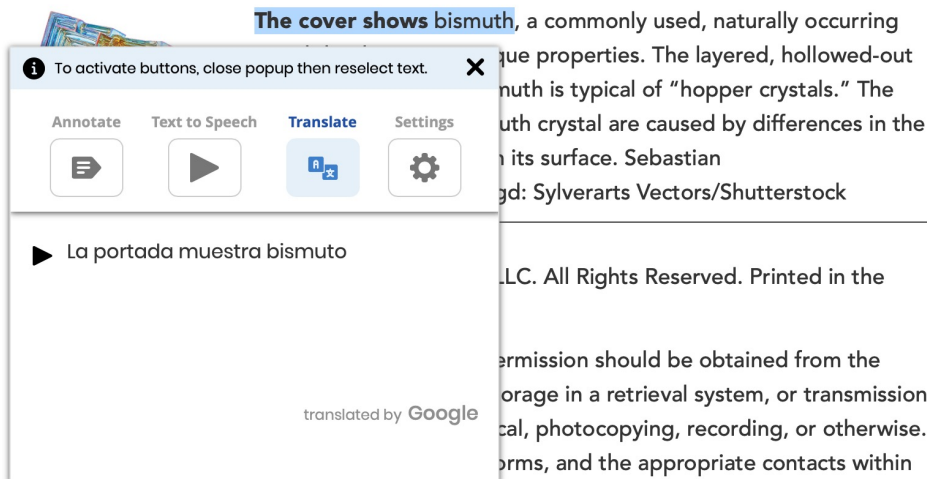 The cover shows bismuth, a commonly used, naturally occurring
que properties. The layered, hollowed-out
muth is typical of “hopper crystals.” The
uth crystal are caused by differences in the
its surface. Sebastian
gd: Sylverarts Vectors/Shutterstock
To activate buttons, close popup then reselect text.
Annotate Text to Speech Translate Settings
La portada muestra bismuto
translated by Google
LLC. All Rights Reserved. Printed in the
ermission should be obtained from the
orage in a retrieval system, or transmission
cal, photocopying, recording, or otherwise.
orms, and the appropriate contacts within